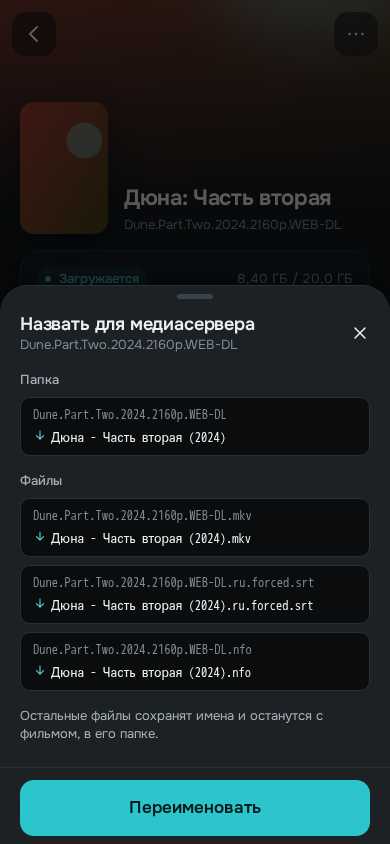 Дюна: Часть вторая
Dune.Part.Two.2024.2160p.WEB-DL
Загружается
8,40 ГБ / 20,0 ГБ
Назвать для медиасервера
Dune.Part.Two.2024.2160p.WEB-DL
Папка
Dune.Part.Two.2024.2160p.WEB-DL
↓ Дюна - Часть вторая (2024)
Файлы
Dune.Part.Two.2024.2160p.WEB-DL.mkv
↓ Дюна - Часть вторая (2024).mkv
Dune.Part.Two.2024.2160p.WEB-DL.ru.forced.srt
↓ Дюна - Часть вторая (2024).ru.forced.srt
Dune.Part.Two.2024.2160p.WEB-DL.nfo
↓ Дюна - Часть вторая (2024).nfo
Остальные файлы сохранят имена и останутся с
фильмом, в его папке.
Переименовать